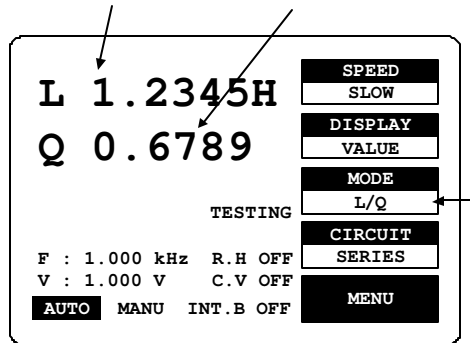 L 1.2345H
Q 0.6789
TESTING
F : 1.000 kHz R.H OFF
V : 1.000 V C.V OFF
AUTO MANU INT.B OFF
SPEED
SLOW
DISPLAY
VALUE
MODE
L/Q
CIRCUIT
SERIES
MENU